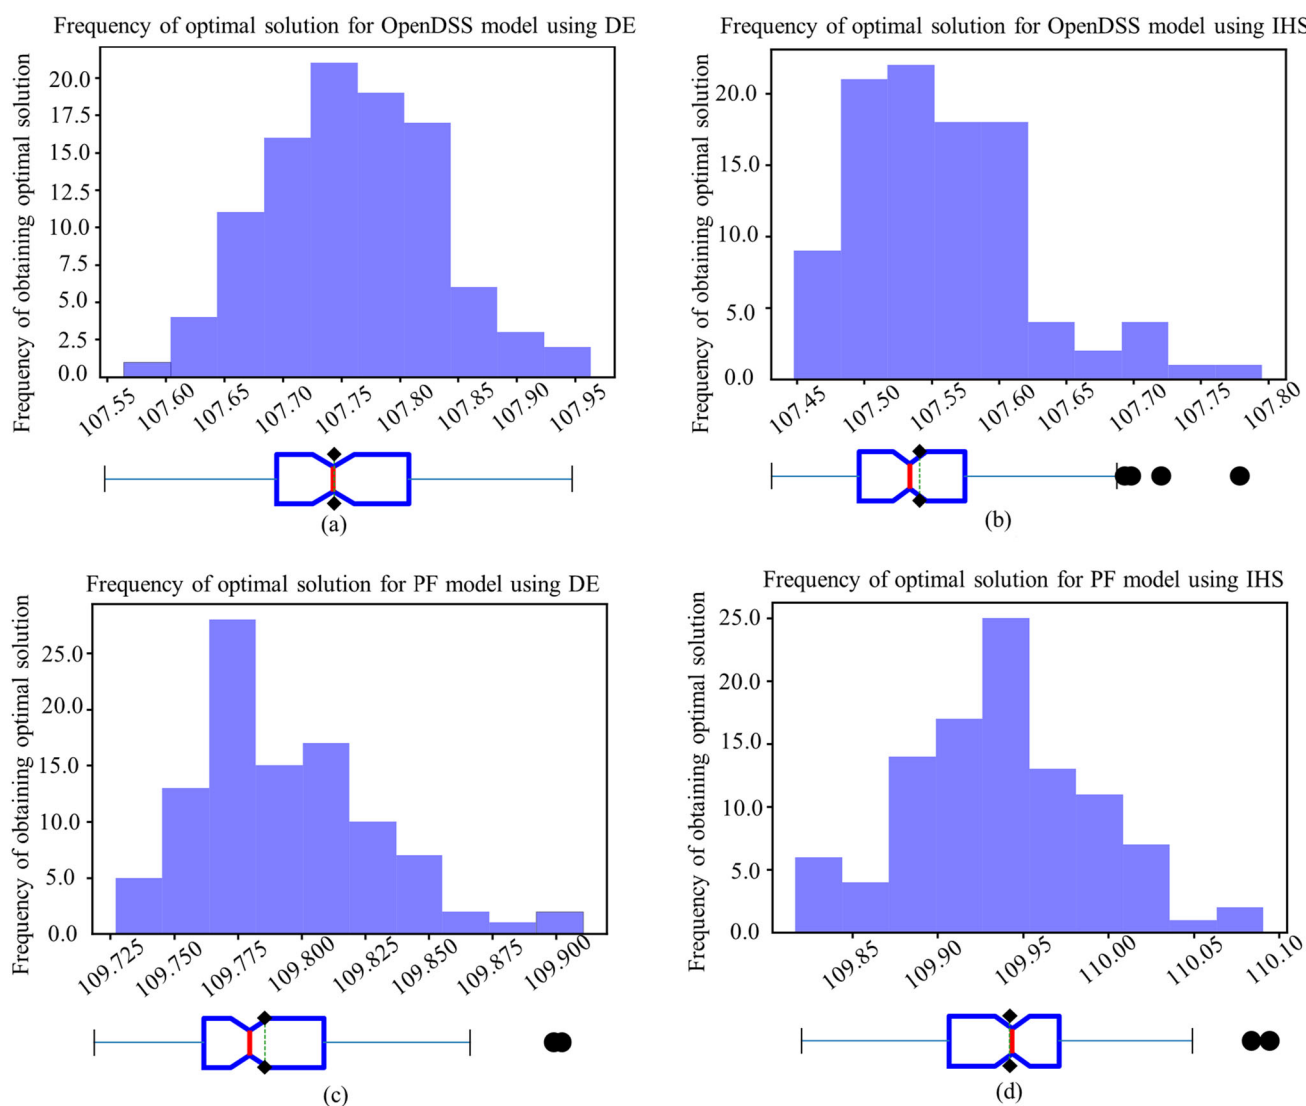 Frequency of optimal solution for OpenDSS model using DE
Frequency of obtaining optimal solution
20.0
17.5
15.0
12.5
10.0
7.5
5.0
2.5
0.0
107.55 107.60 107.65 107.70 107.75 107.80 107.85 107.90 107.95
(a)
Frequency of optimal solution for OpenDSS model using IHS
Frequency of obtaining optimal solution
20.0
15.0
10.0
5.0
0.0
107.45 107.50 107.55 107.60 107.65 107.70 107.75 107.80
(b)
Frequency of optimal solution for PF model using DE
Frequency of obtaining optimal solution
25.0
20.0
15.0
10.0
5.0
0.0
109.725 109.750 109.775 109.800 109.825 109.850 109.875 109.900
(c)
Frequency of optimal solution for PF model using IHS
Frequency of obtaining optimal solution
25.0
20.0
15.0
10.0
5.0
0.0
109.85 109.90 109.95 110.00 110.05 110.10
(d)